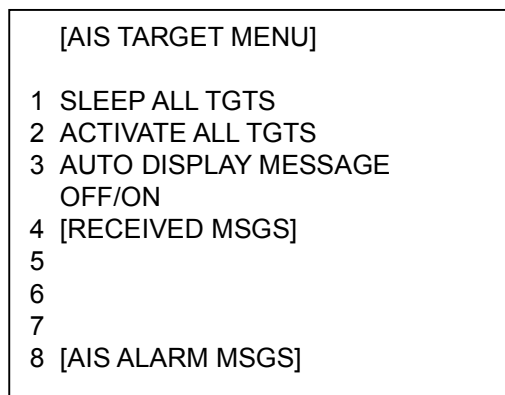 [AIS TARGET MENU]
1 SLEEP ALL TGTS
2 ACTIVATE ALL TGTS
3 AUTO DISPLAY MESSAGE
OFF/ON
4 [RECEIVED MSGS]
5
6
7
8 [AIS ALARM MSGS]